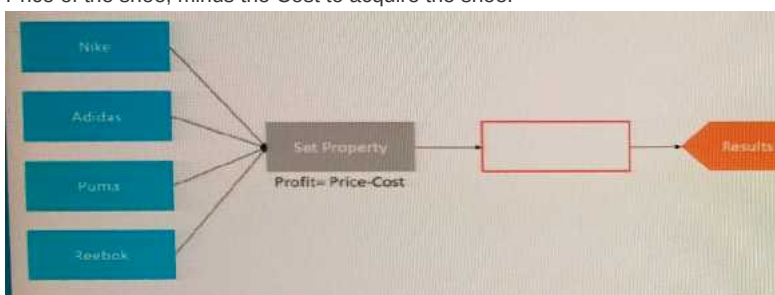 Price of the shoe, minus the Cost to acquire the shoe.
Nike
Adidas
Set Property
Results
Profit= Price-Cost
Puma
Reebok